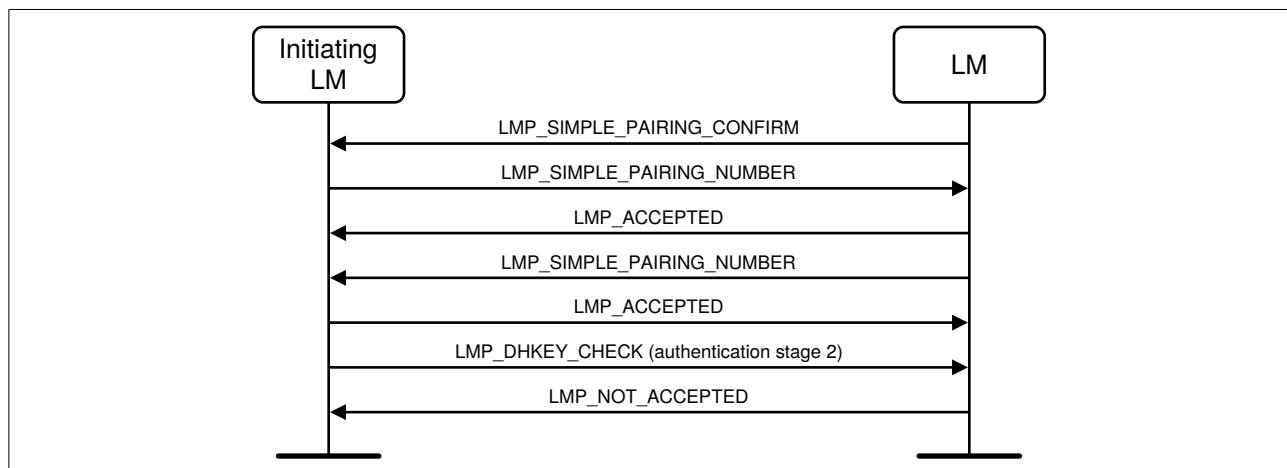 Initiating
LM
LM
LMP_SIMPLE_PAIRING_CONFIRM
LMP_SIMPLE_PAIRING_NUMBER
LMP_ACCEPTED
LMP_SIMPLE_PAIRING_NUMBER
LMP_ACCEPTED
LMP_DHKEY_CHECK (authentication stage 2)
LMP_NOT_ACCEPTED